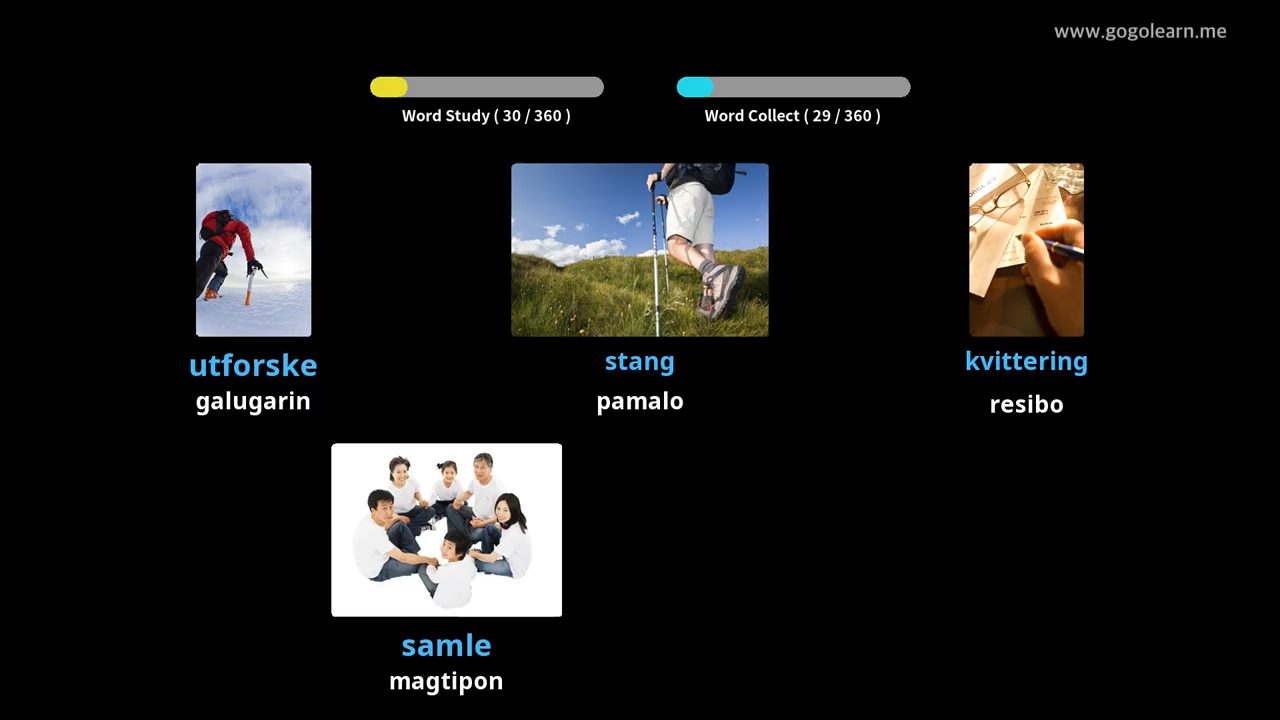 www.gogolearn.me
Word Study ( 30 / 360 )
Word Collect ( 29 / 360 )
utforske
galugarin
stang
pamalo
kvittering
resibo
samle
magtipon